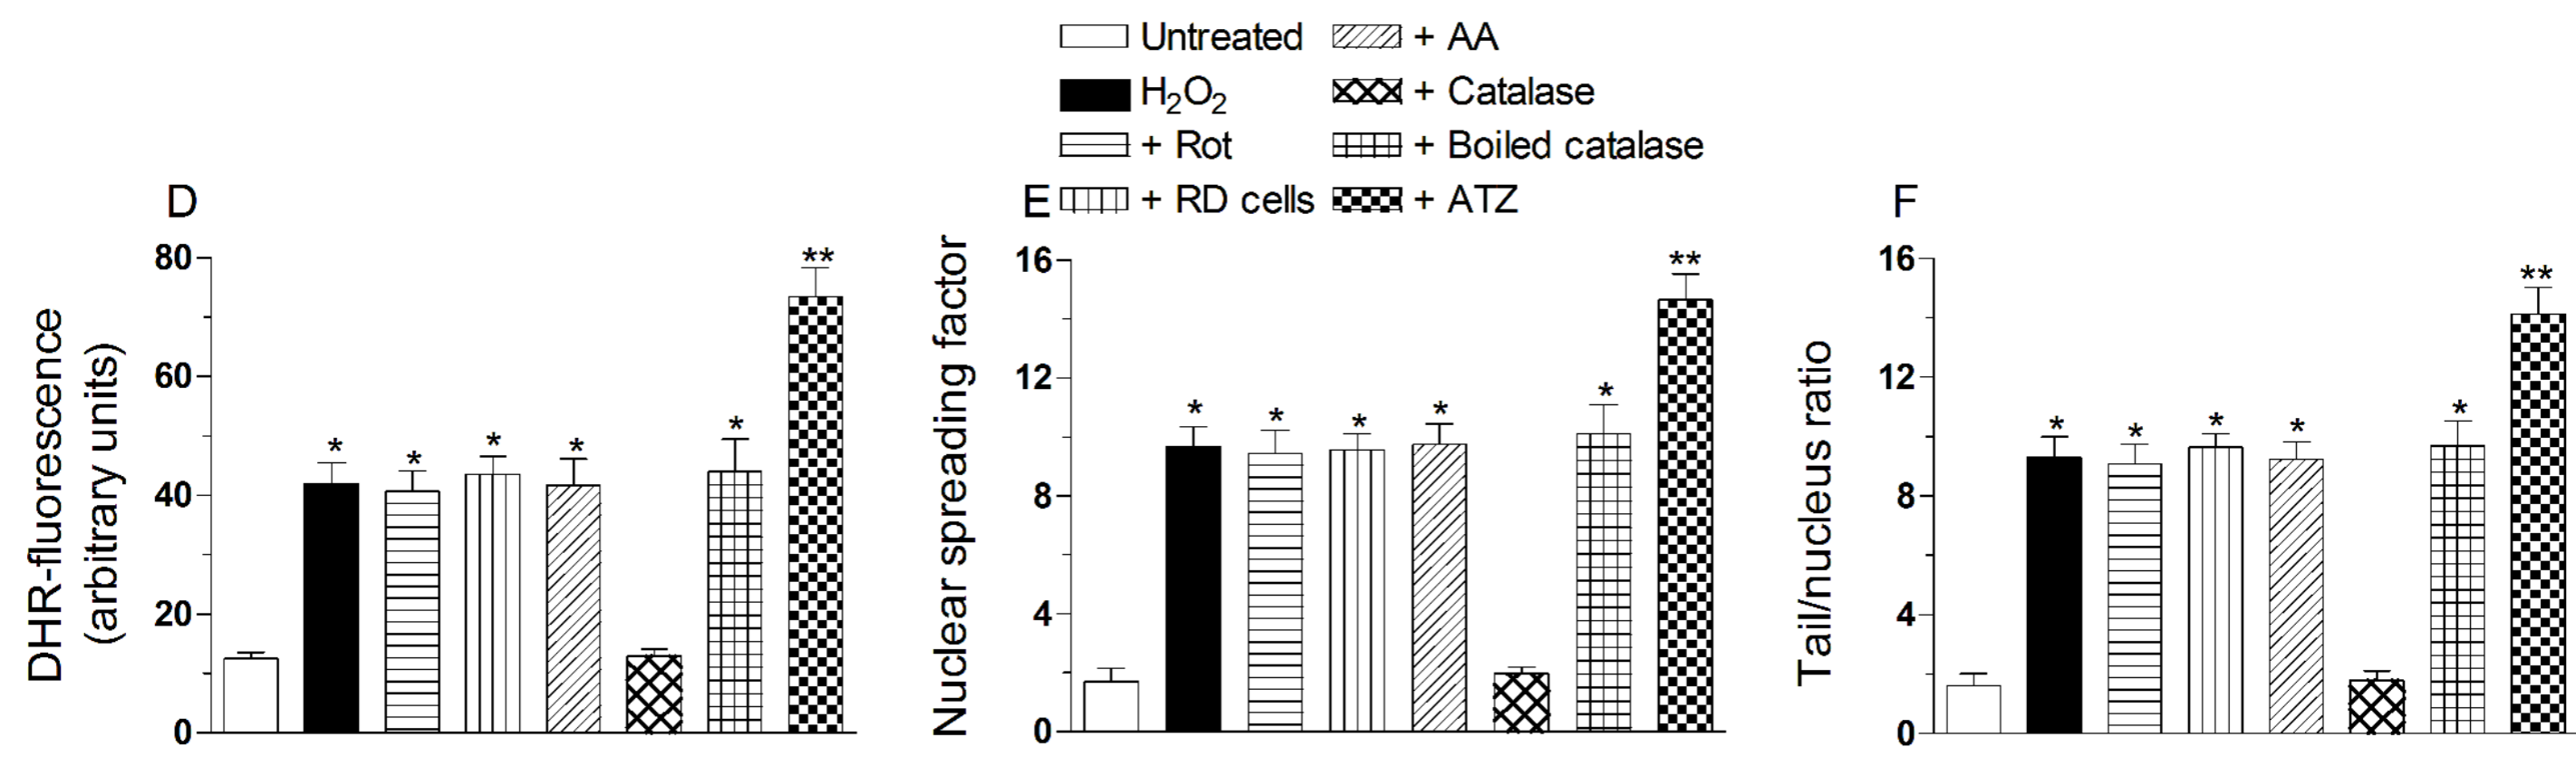 Untreated
+ AA
H₂O₂
+ Catalase
+ Rot
+ Boiled catalase
+ RD cells
+ ATZ
D
DHR-fluorescence
(arbitrary units)
80
60
40
20
0
*
*
*
*
*
**
E
Nuclear spreading factor
16
12
8
4
0
*
*
*
*
*
**
F
Tail/nucleus ratio
16
12
8
4
0
*
*
*
*
*
**